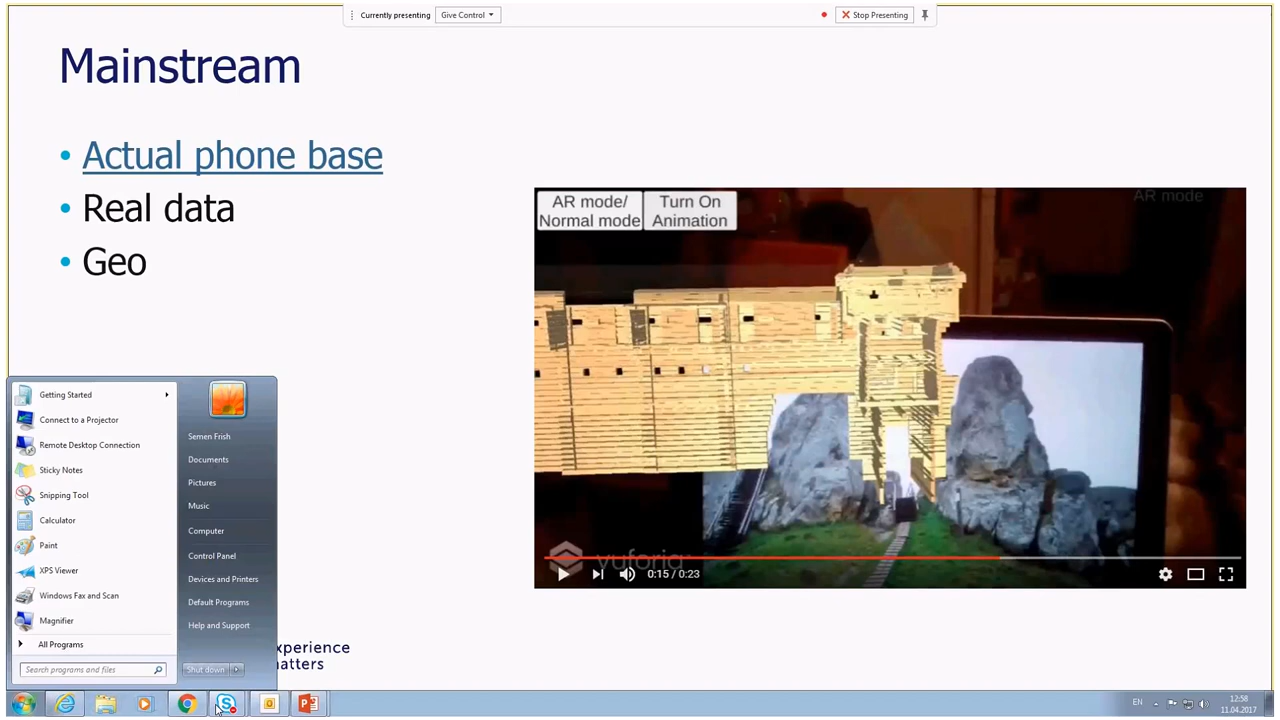 Currently presenting
Give Control
Stop Presenting
Mainstream
Actual phone base
Real data
Geo
AR mode/
Normal mode
Turn On
Animation
AR mode
vuforia
0:15 / 0:23
Getting Started
Connect to a Projector
Remote Desktop Connection
Sticky Notes
Snipping Tool
Calculator
Paint
XPS Viewer
Windows Fax and Scan
Magnifier
All Programs
Search programs and files
Semen Frish
Documents
Pictures
Music
Computer
Control Panel
Devices and Printers
Default Programs
Help and Support
Shut down
xperience
matters
EN
12:58
11.04.2017